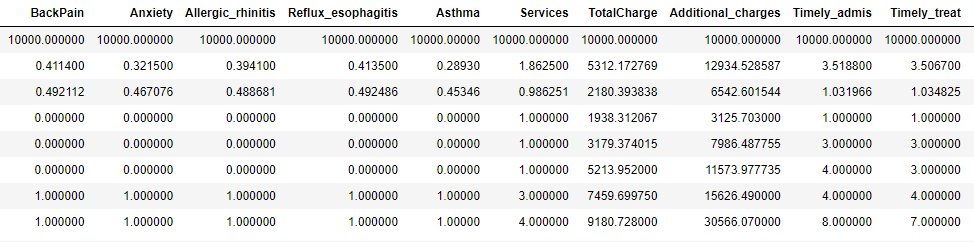 BackPain Anxiety Allergic_rhinitis Reflux_esophagitis Asthma Services TotalCharge Additional_charges Timely_admis Timely_treat
10000.000000 10000.000000 10000.000000 10000.000000 10000.00000 10000.000000 10000.000000 10000.000000 10000.000000 10000.000000
0.411400 0.321500 0.394100 0.413500 0.28930 1.862500 5312.172769 12934.528587 3.518800 3.506700
0.492112 0.467076 0.488681 0.492486 0.45346 0.986251 2180.393838 6542.601544 1.031966 1.034825
0.000000 0.000000 0.000000 0.000000 0.00000 1.000000 1938.312067 3125.703000 1.000000 1.000000
0.000000 0.000000 0.000000 0.000000 0.00000 1.000000 3179.374015 7986.487755 3.000000 3.000000
0.000000 0.000000 0.000000 0.000000 0.00000 1.000000 5213.952000 11573.977735 4.000000 3.000000
1.000000 1.000000 1.000000 1.000000 1.00000 3.000000 7459.699750 15626.490000 4.000000 4.000000
1.000000 1.000000 1.000000 1.000000 1.00000 4.000000 9180.728000 30566.070000 8.000000 7.000000